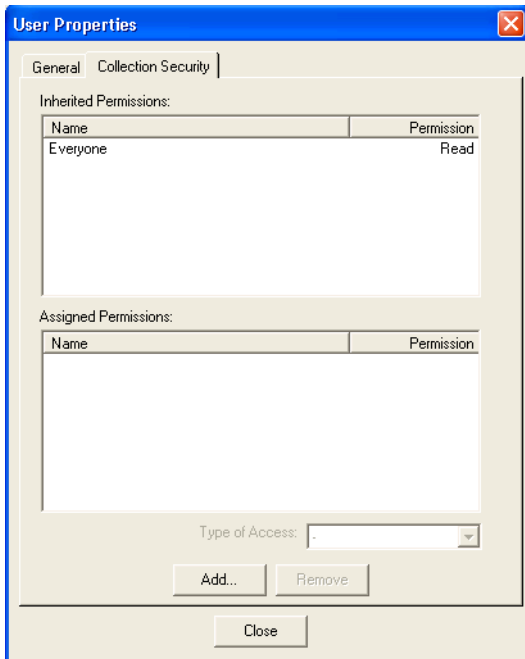 User Properties
General Collection Security
Inherited Permissions:
Name Permission
Everyone Read
Assigned Permissions:
Name Permission
Type of Access: -
Add... Remove
Close